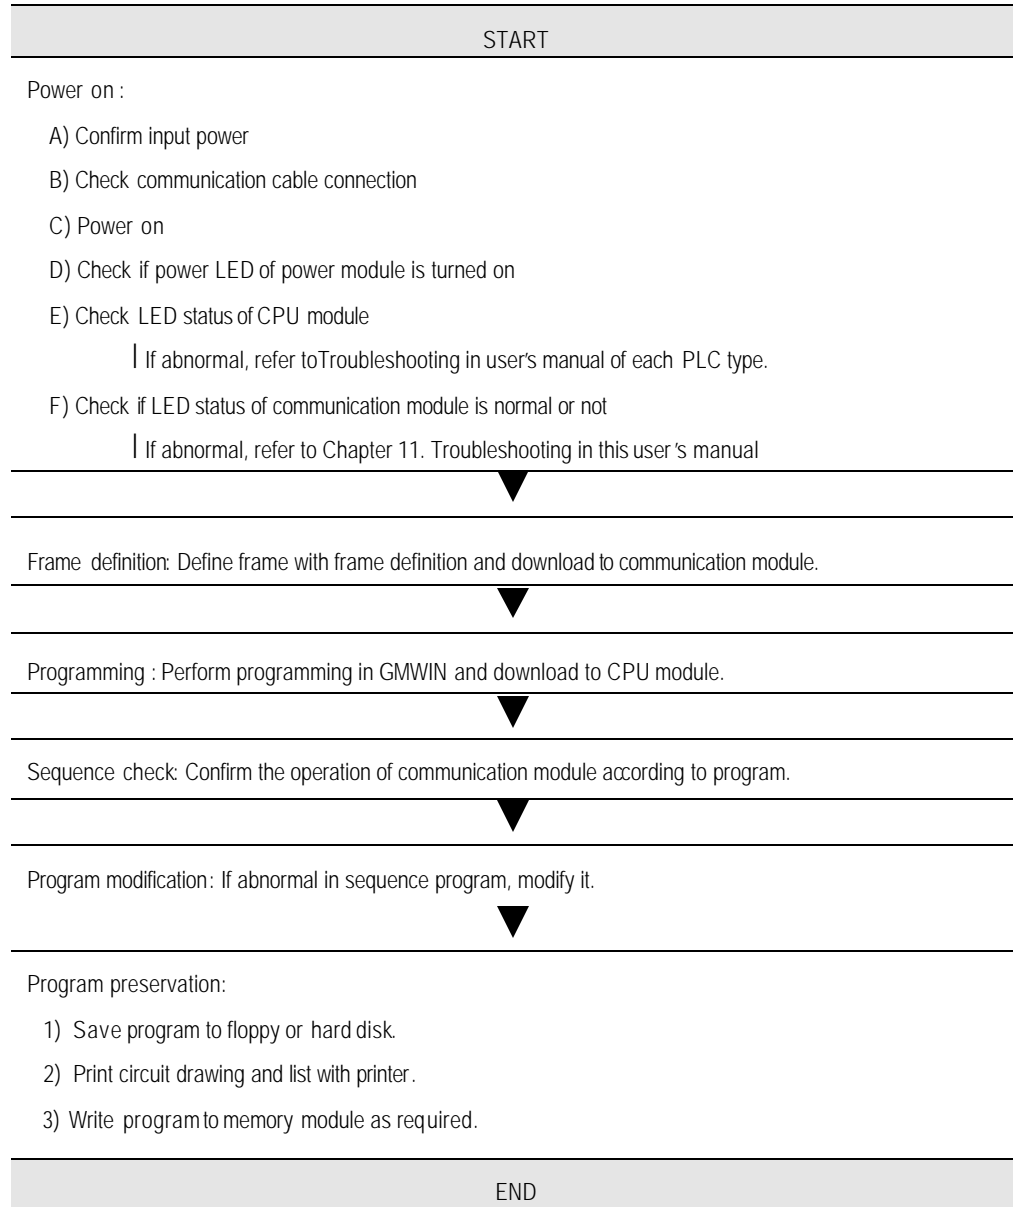 START
Power on :
A) Confirm input power
B) Check communication cable connection
C) Power on
D) Check if power LED of power module is turned on
E) Check LED status of CPU module
l If abnormal, refer toTroubleshooting in user's manual of each PLC type.
F) Check if LED status of communication module is normal or not
l If abnormal, refer to Chapter 11. Troubleshooting in this user's manual
Frame definition: Define frame with frame definition and download to communication module.
Programming : Perform programming in GMWIN and download to CPU module.
Sequence check: Confirm the operation of communication module according to program.
Program modification: If abnormal in sequence program, modify it.
Program preservation:
1) Save program to floppy or hard disk.
2) Print circuit drawing and list with printer.
3) Write program to memory module as required.
END